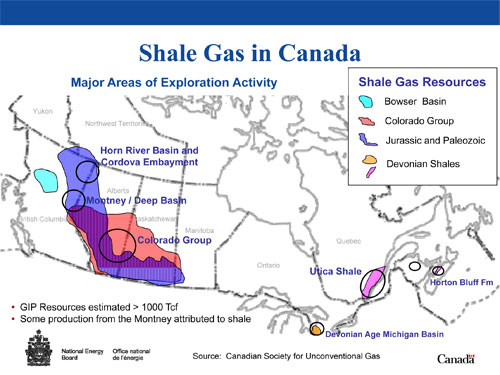 Shale Gas in Canada
Major Areas of Exploration Activity
Shale Gas Resources
Bowser Basin
Colorado Group
Jurassic and Paleozoic
Devonian Shales
Yukon
Northwest Territories
Horn River Basin and
Cordova Embayment
Alberta
Montney / Deep Basin
British Columbia
Saskatchewan
Manitoba
Colorado Group
Ontario
Quebec
Utica Shale
Horton Bluff Fm
• GIP Resources estimated > 1000 Tcf
• Some production from the Montney attributed to shale
Devonian Age Michigan Basin
National Energy
Board
Office national
de l'énergie
Source: Canadian Society for Unconventional Gas
Canada